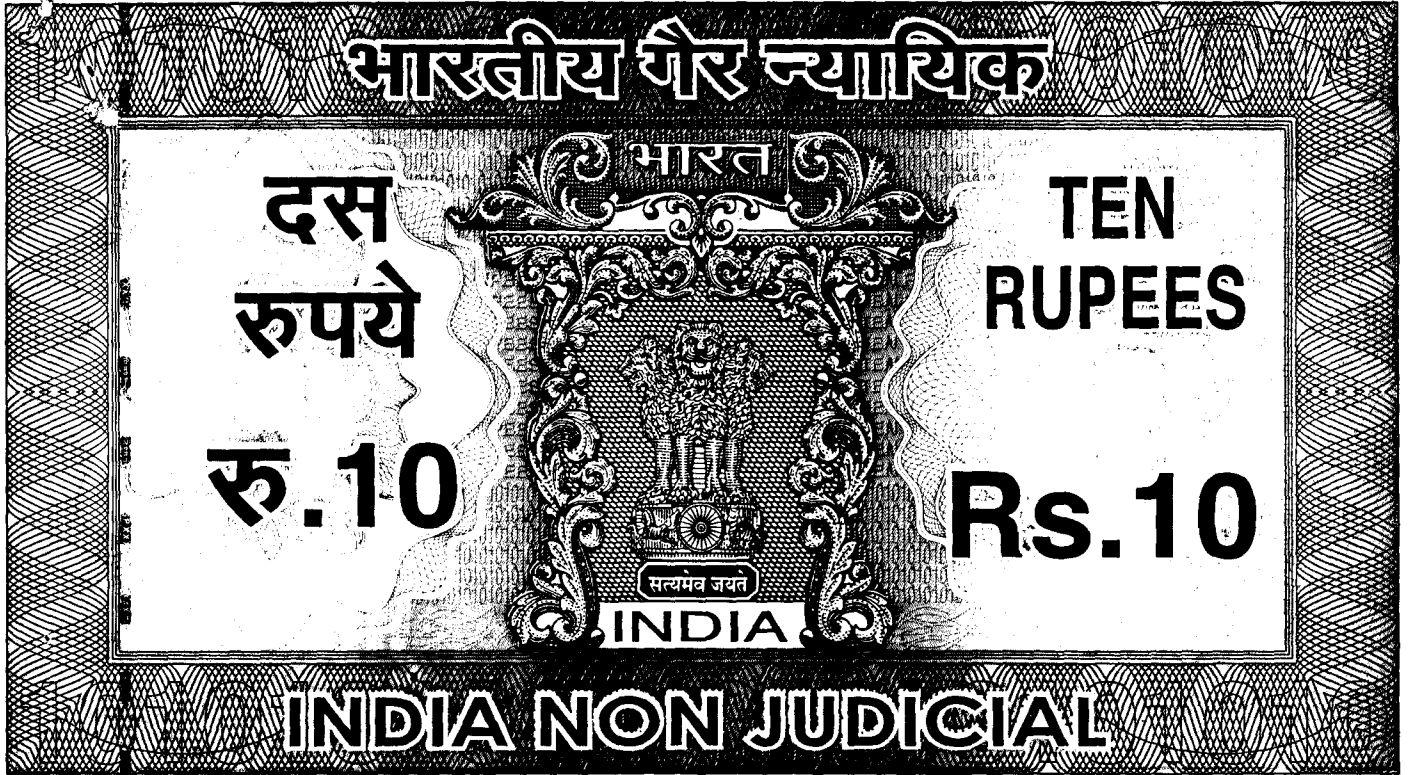 भारतीय गैर न्यायिक
भारत
दस
रुपये
रु.10
TEN
RUPEES
Rs.10
सत्यमेव जयते
INDIA
INDIA NON JUDICIAL